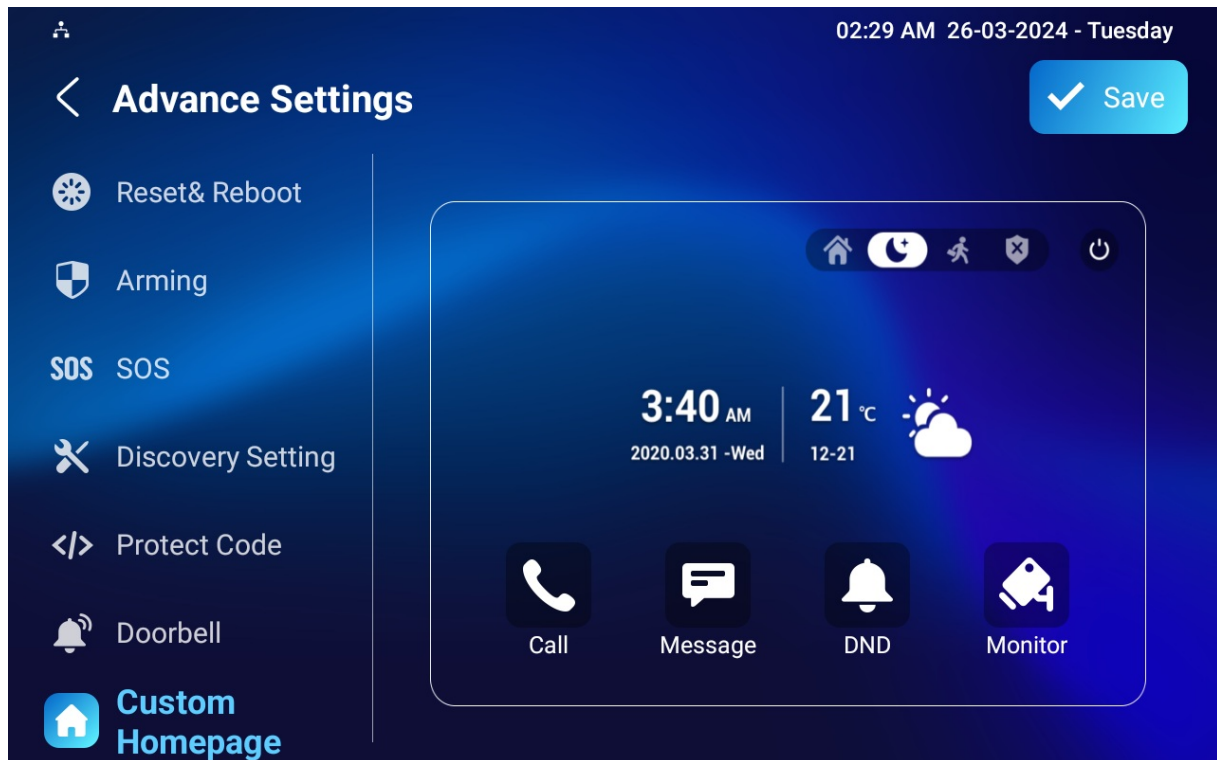 02:29 AM 26-03-2024 - Tuesday
Advance Settings
Save
Reset& Reboot
Arming
SOS SOS
Discovery Setting
</> Protect Code
Doorbell
Custom
Homepage
3:40 AM
2020.03.31 -Wed
21 °C
12-21
Call
Message
DND
Monitor